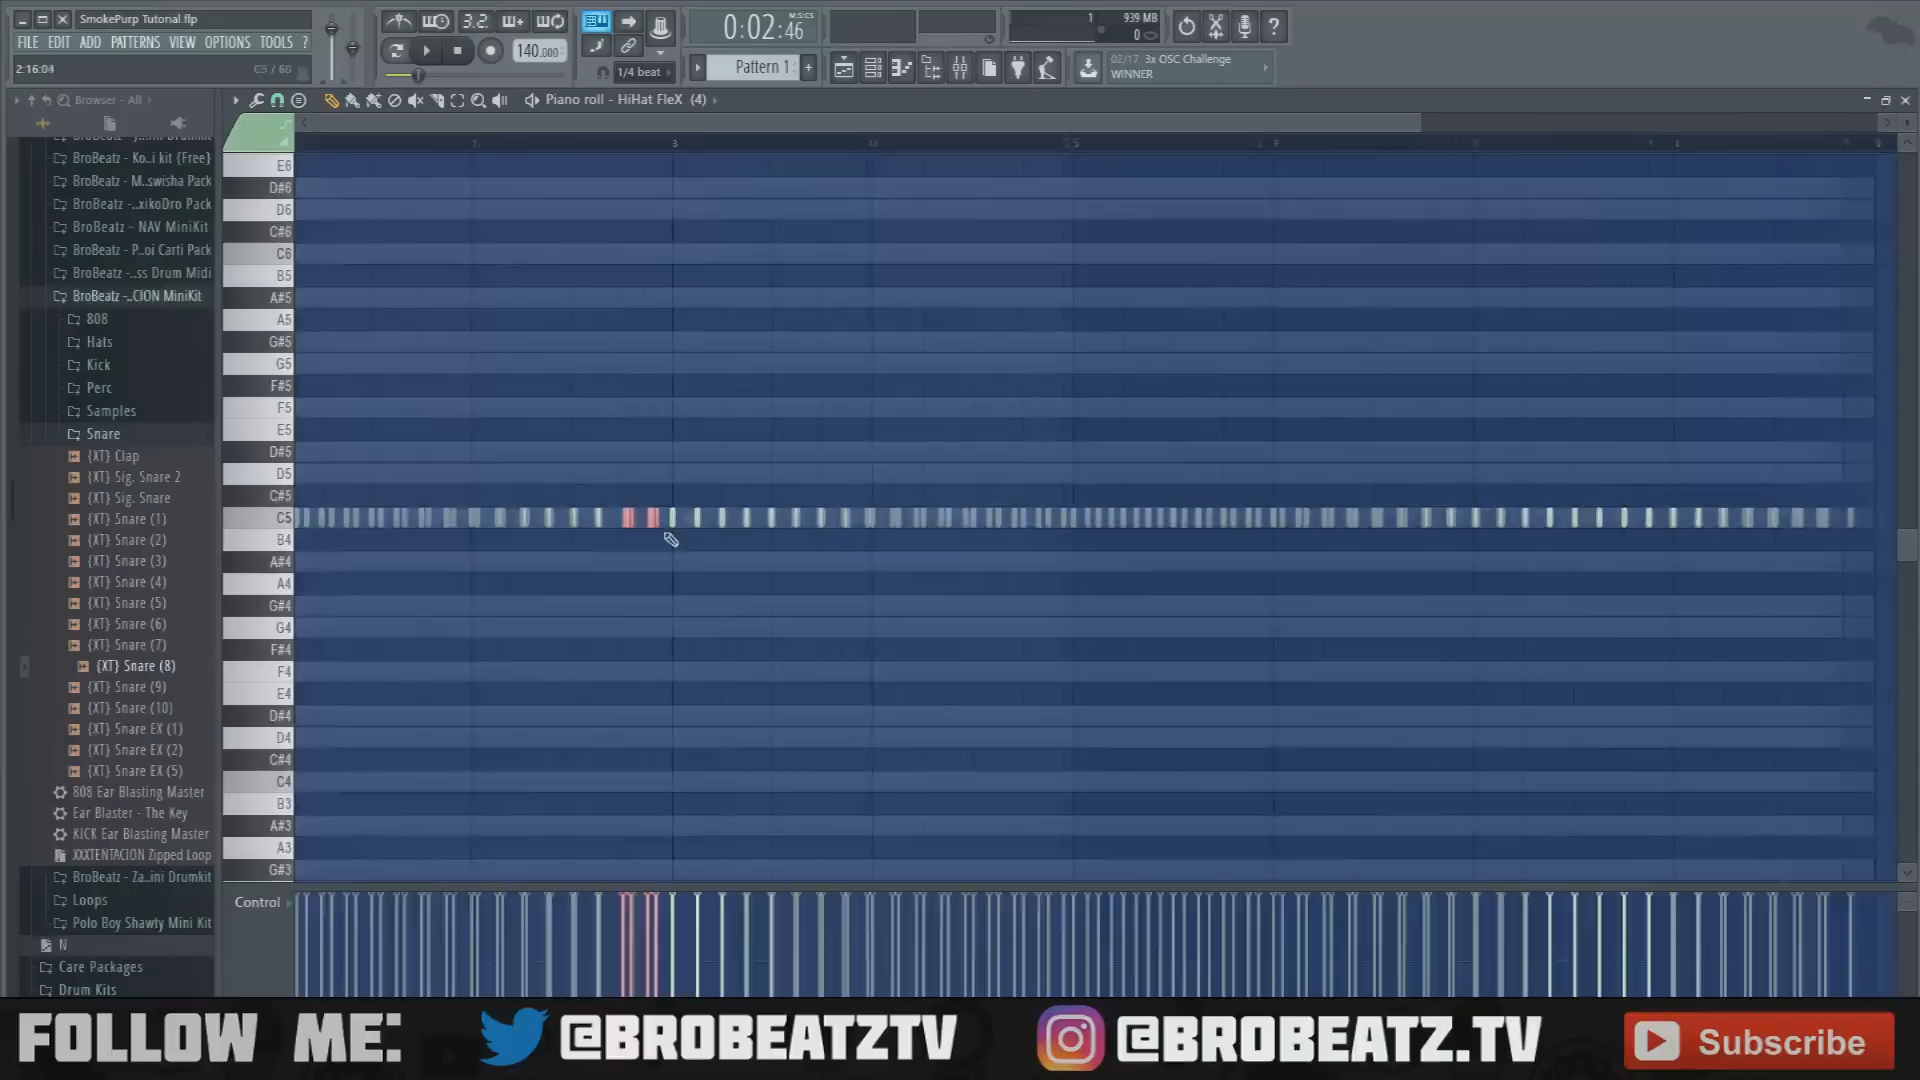 SmokePurp Tutorial.flp
FILE EDIT ADD PATTERNS VIEW OPTIONS TOOLS ?
2:16:04 C5 / 60
3.2.
140.000
1/4 beat
0:02:46 M:S:CS
Pattern 1
1 939 MB
0
02/17 3x OSC Challenge
WINNER
Browser - All
Piano roll - HiHat FleX (4)
BroBeatz - Ko..i kit {Free}
BroBeatz - M..swisha Pack
BroBeatz -..xikoDro Pack
BroBeatz - NAV MiniKit
BroBeatz - P..oi Carti Pack
BroBeatz -..ss Drum Midi
BroBeatz -..CION MiniKit
808
Hats
Kick
Perc
Samples
Snare
{XT} Clap
{XT} Sig. Snare 2
{XT} Sig. Snare
{XT} Snare (1)
{XT} Snare (2)
{XT} Snare (3)
{XT} Snare (4)
{XT} Snare (5)
{XT} Snare (6)
{XT} Snare (7)
{XT} Snare (8)
{XT} Snare (9)
{XT} Snare (10)
{XT} Snare EX (1)
{XT} Snare EX (2)
{XT} Snare EX (5)
808 Ear Blasting Master
Ear Blaster - The Key
KICK Ear Blasting Master
XXXTENTACION Zipped Loop
BroBeatz - Za..ini Drumkit
Loops
Polo Boy Shawty Mini Kit
N
Care Packages
Drum Kits
E6
D#6
D6
C#6
C6
B5
A#5
A5
G#5
G5
F#5
F5
E5
D#5
D5
C#5
C5
B4
A#4
A4
G#4
G4
F#4
F4
E4
D#4
D4
C#4
C4
B3
A#3
A3
G#3
Control
FOLLOW ME: @BROBEATZTV @BROBEATZ.TV Subscribe